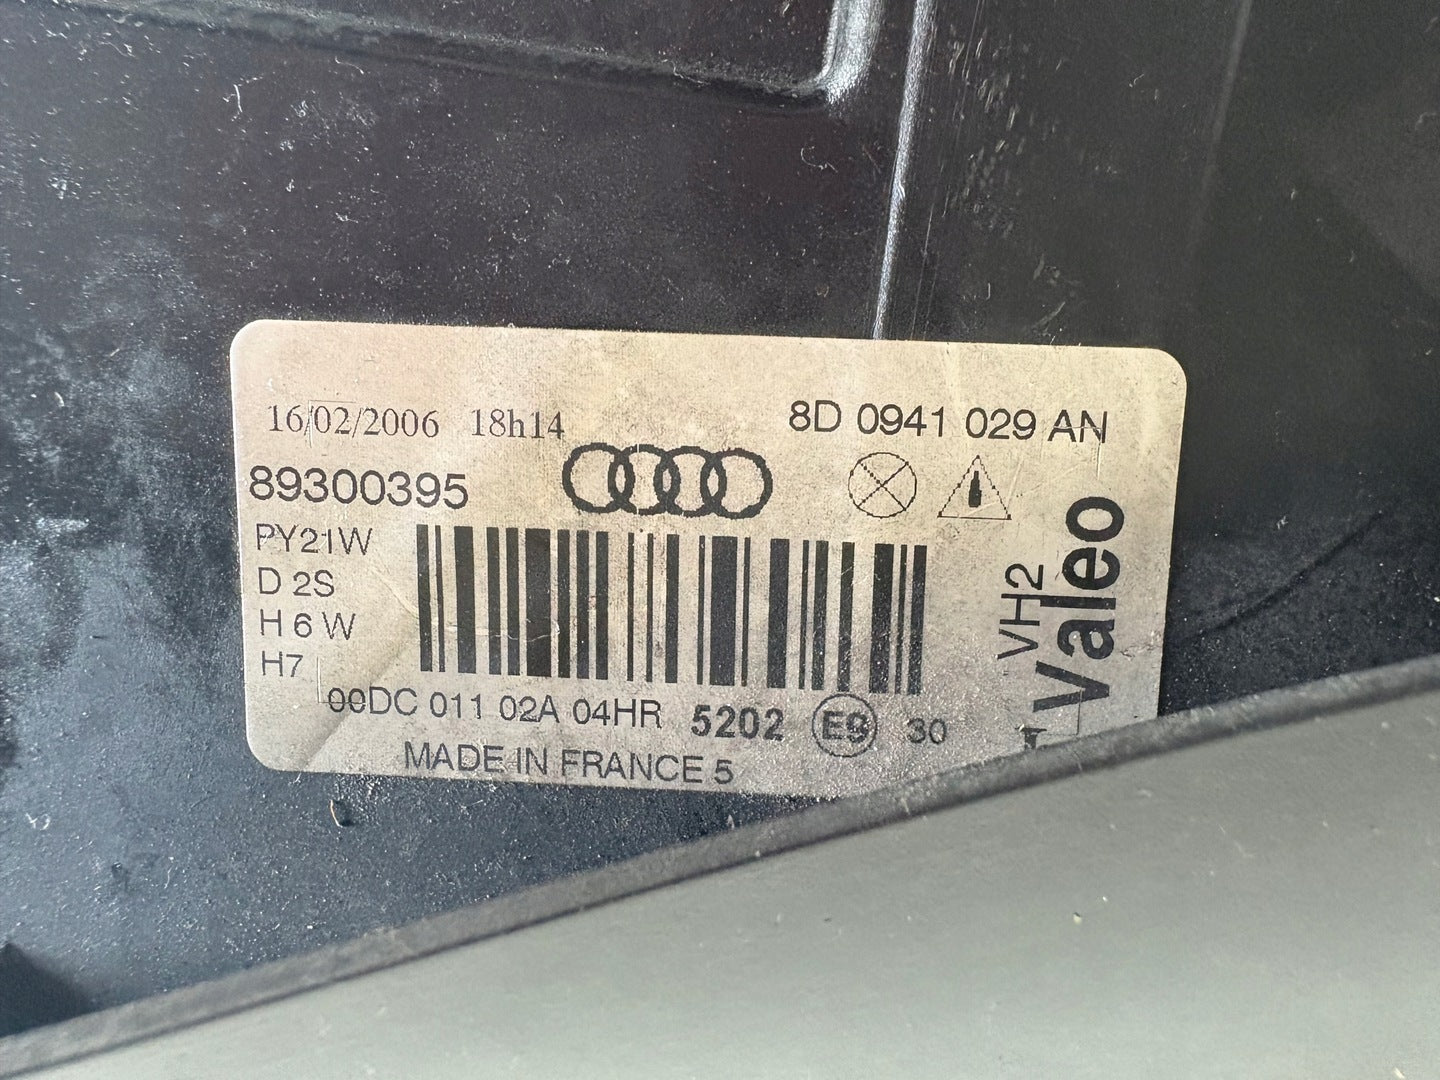 16/02/2006 18h14
8D 0941 029 AN
89300395
PY21W
D 2S
H 6 W
H7
VH2
Valeo
00DC 011 02A 04HR 5202 E9 30
MADE IN FRANCE 5